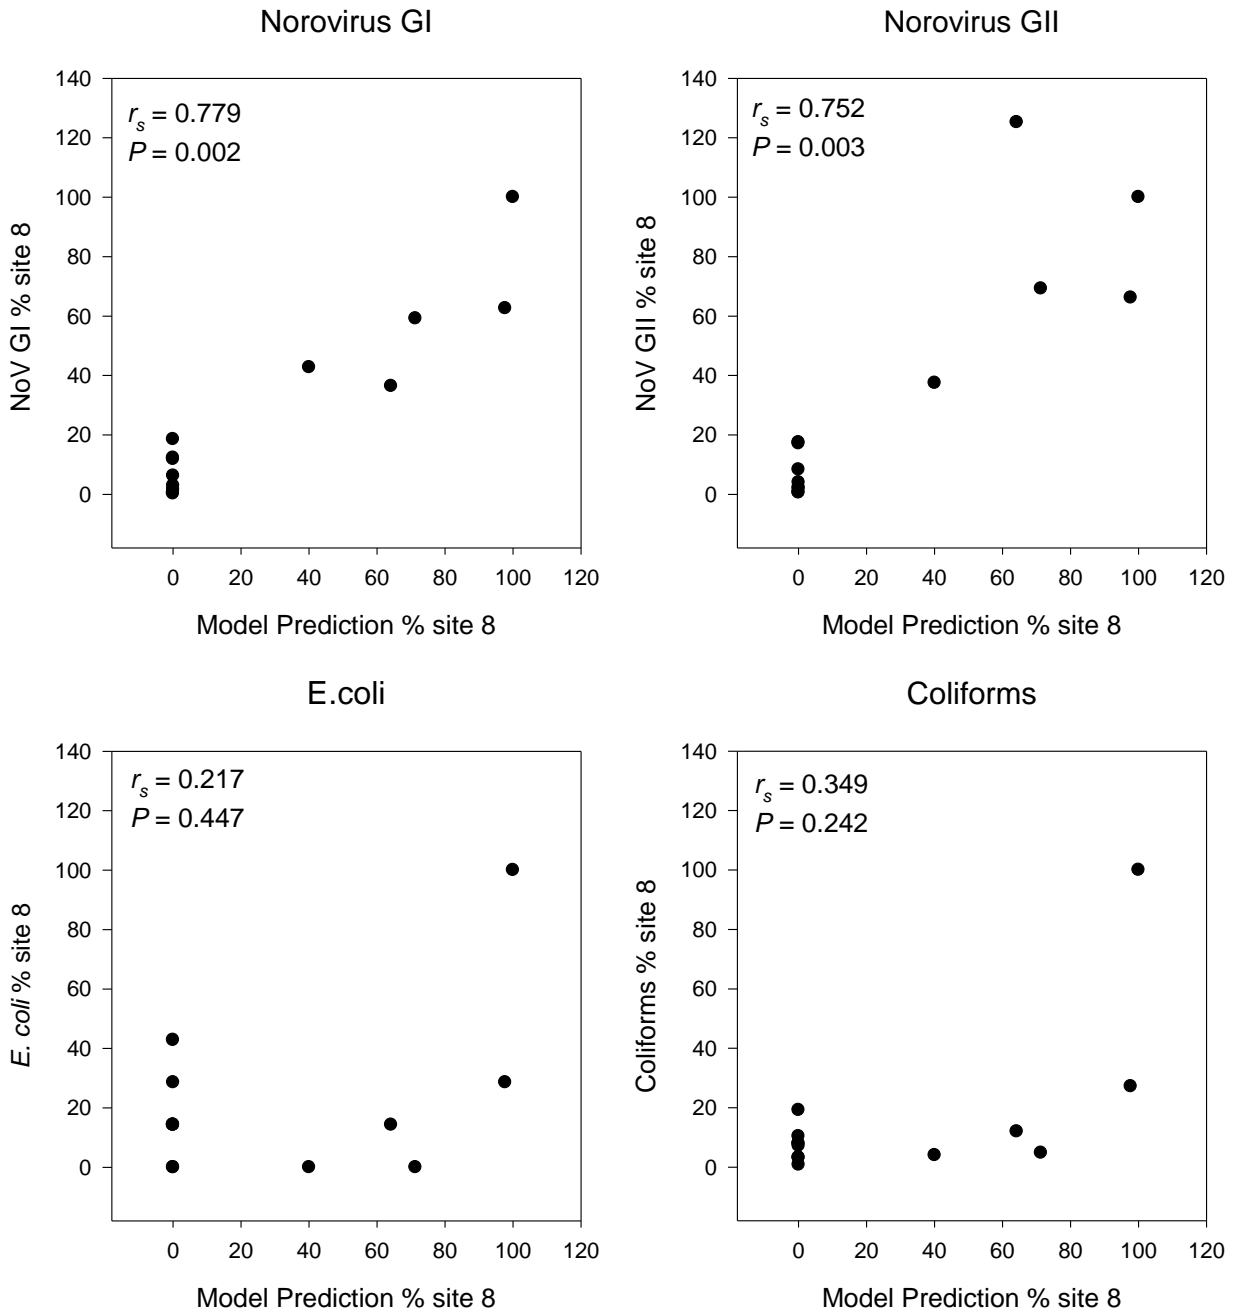 Norovirus GI
r_s = 0.779
P = 0.002
NoV GI % site 8
140
120
100
80
60
40
20
0
0 20 40 60 80 100 120
Model Prediction % site 8
Norovirus GII
r_s = 0.752
P = 0.003
NoV GII % site 8
140
120
100
80
60
40
20
0
0 20 40 60 80 100 120
Model Prediction % site 8
E.coli
r_s = 0.217
P = 0.447
E. coli % site 8
140
120
100
80
60
40
20
0
0 20 40 60 80 100 120
Model Prediction % site 8
Coliforms
r_s = 0.349
P = 0.242
Coliforms % site 8
140
120
100
80
60
40
20
0
0 20 40 60 80 100 120
Model Prediction % site 8